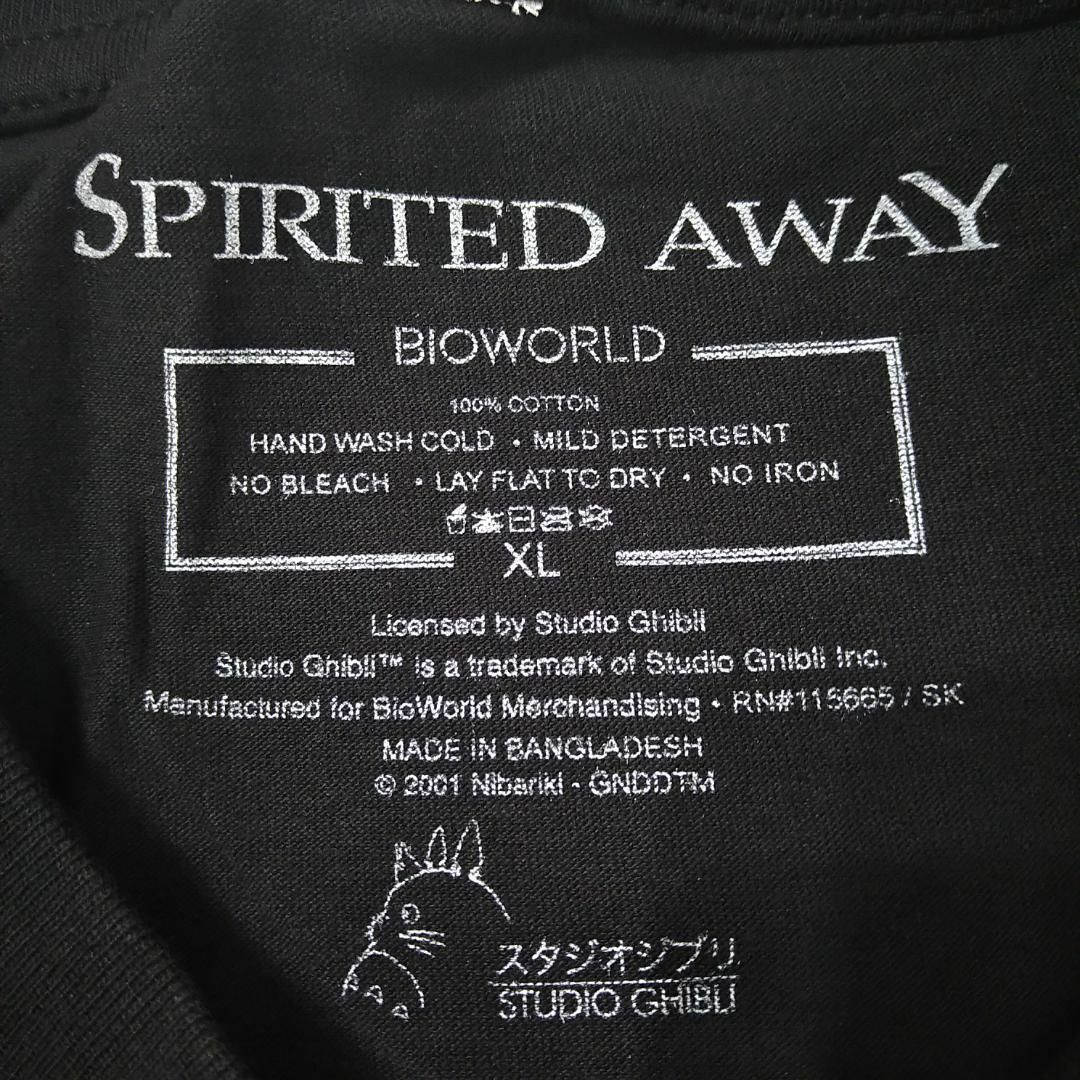 SPIRITED AWAY
BIOWORLD
100% COTTON
HAND WASH COLD • MILD DETERGENT
NO BLEACH • LAY FLAT TO DRY • NO IRON
XL
Licensed by Studio Ghibli
Studio Ghibli™ is a trademark of Studio Ghibli Inc.
Manufactured for BioWorld Merchandising • RN#115665 / SK
MADE IN BANGLADESH
© 2001 Nibariki - GNDDTM
スタジオジブリ
STUDIO GHIBLI